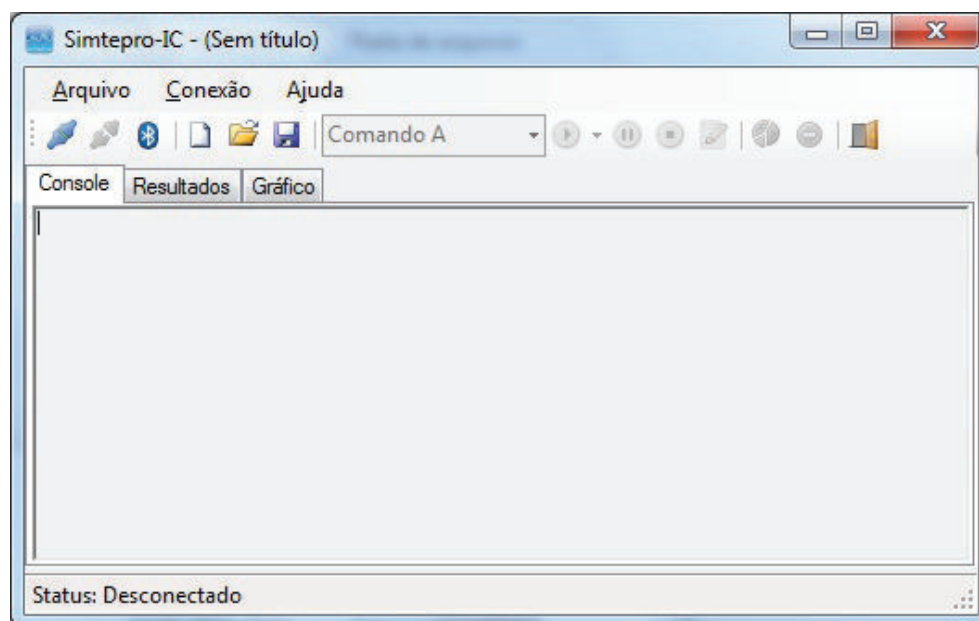 Simtepro-IC - (Sem título)
Arquivo Conexão Ajuda
Comando A
Console Resultados Gráfico
Status: Desconectado